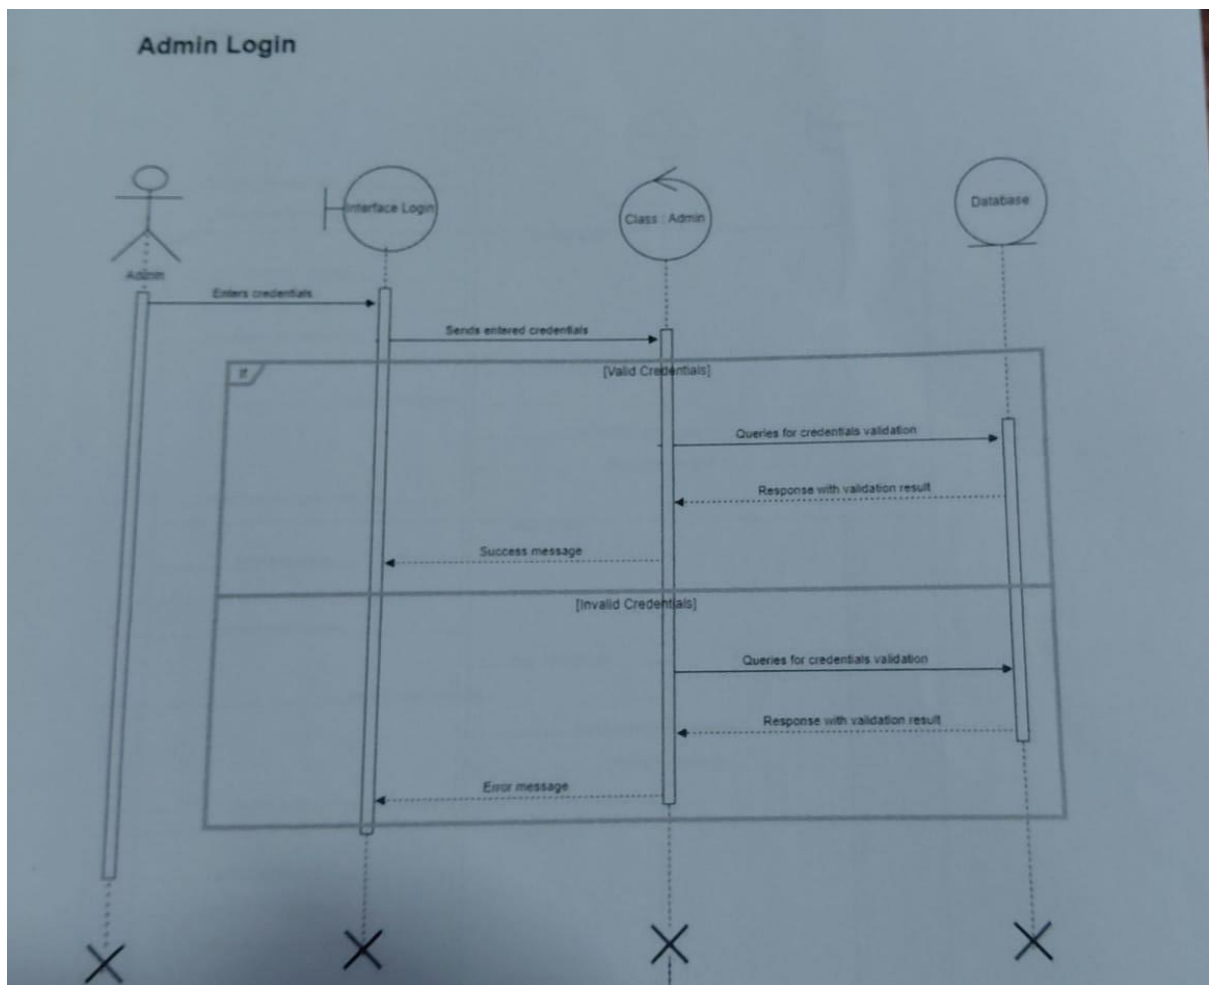 Admin Login
Interface Login
Class : Admin
Database
Admin
Enters credentials
Sends entered credentials
If
[Valid Credentials]
Queries for credentials validation
Response with validation result
Success message
[Invalid Credentials]
Queries for credentials validation
Response with validation result
Error message